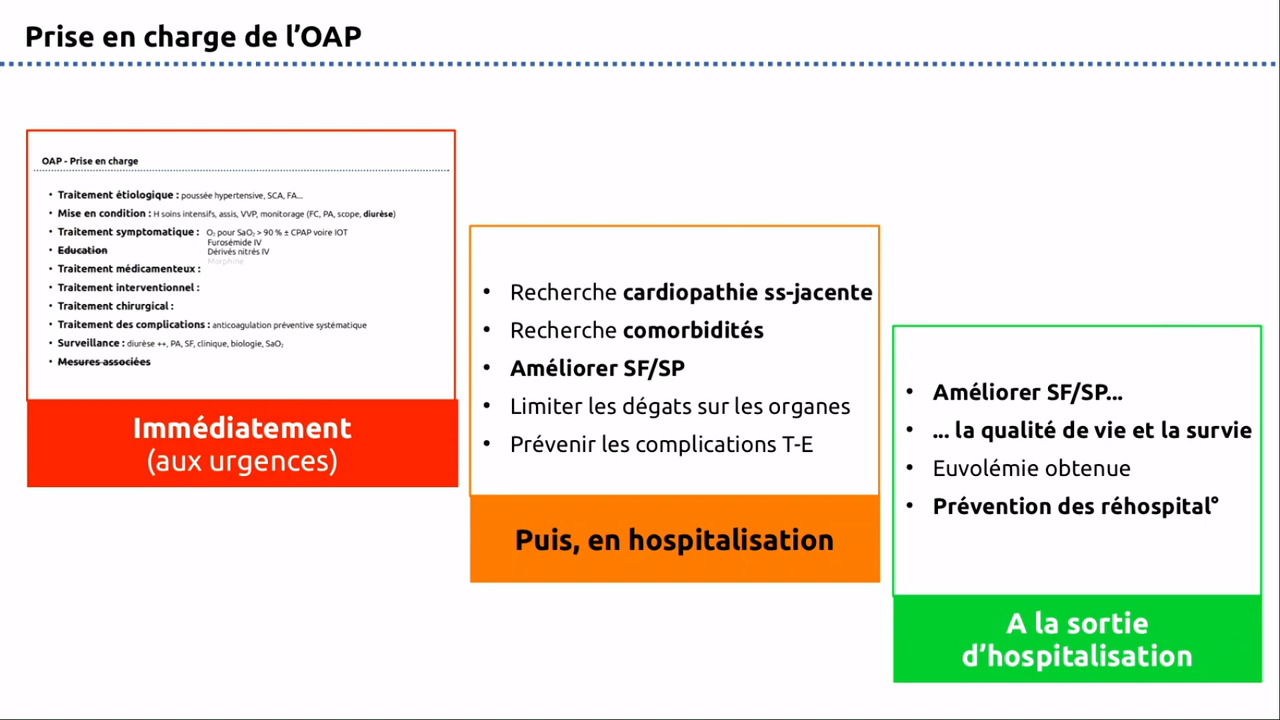 Prise en charge de l'OAP
OAP - Prise en charge
• Traitement étiologique : poussée hypertensive, SCA, FA...
• Mise en condition : H soins intensifs, assis, VVP, monitorage (FC, PA, scope, diurèse)
• Traitement symptomatique : O₂ pour SaO₂ > 90 % ± CPAP voire IOT
Furosémide IV
• Education
Dérivés nitrés IV
Morphine
• Traitement médicamenteux :
• Traitement interventionnel :
• Traitement chirurgical :
• Traitement des complications : anticoagulation préventive systématique
• Surveillance : diurèse ++, PA, SF, clinique, biologie, SaO₂
• Mesures associées
Immédiatement
(aux urgences)
• Recherche cardiopathie ss-jacente
• Recherche comorbidités
• Améliorer SF/SP
• Limiter les dégats sur les organes
• Prévenir les complications T-E
Puis, en hospitalisation
• Améliorer SF/SP...
• ... la qualité de vie et la survie
• Euvolémie obtenue
• Prévention des réhospital°
A la sortie
d'hospitalisation